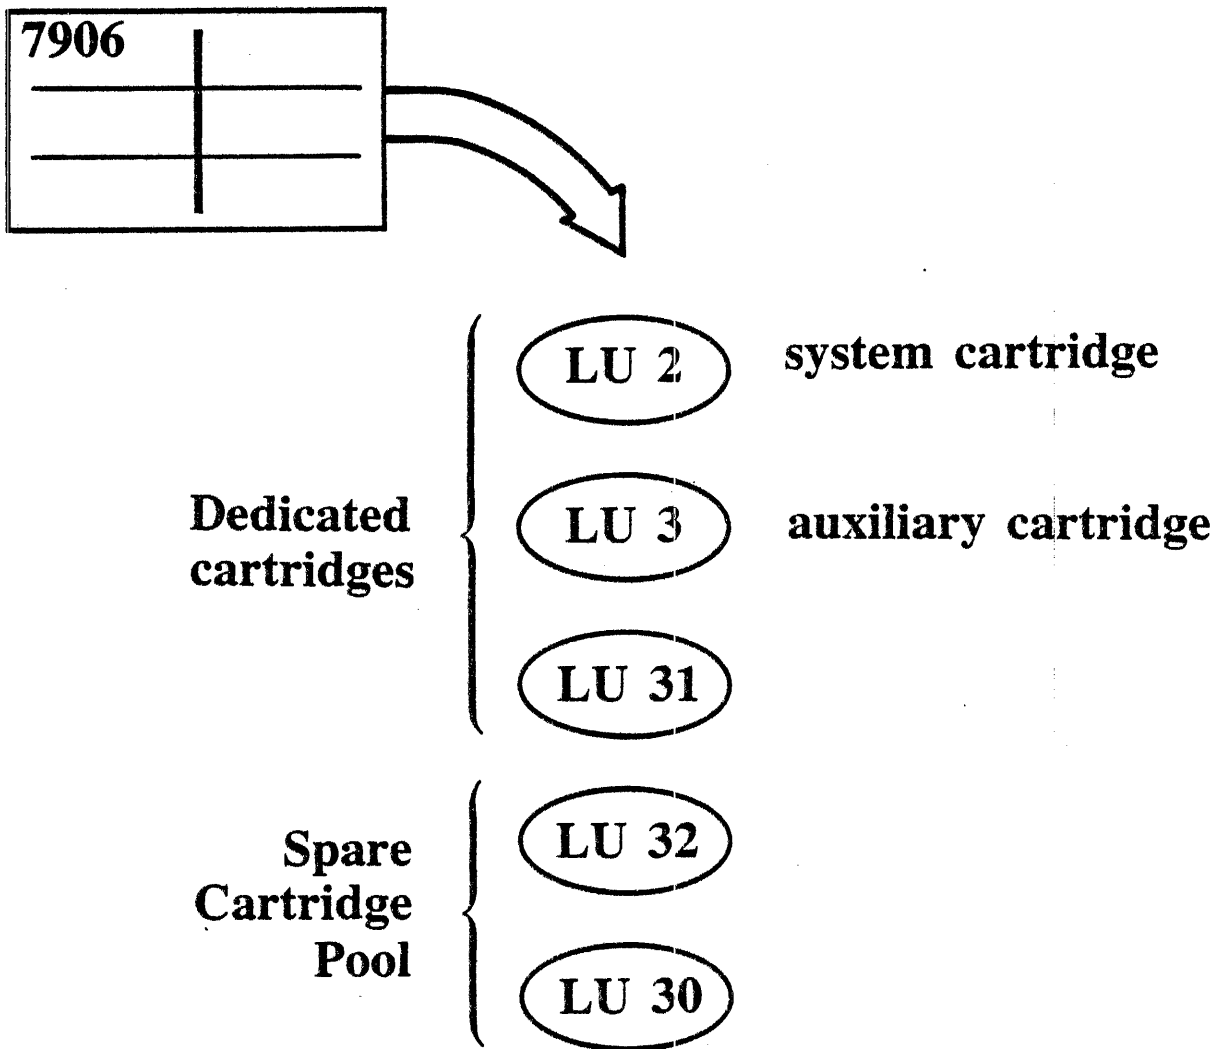 7906
LU 2 system cartridge
Dedicated
cartridges
LU 3 auxiliary cartridge
LU 31
Spare
Cartridge
Pool
LU 32
LU 30